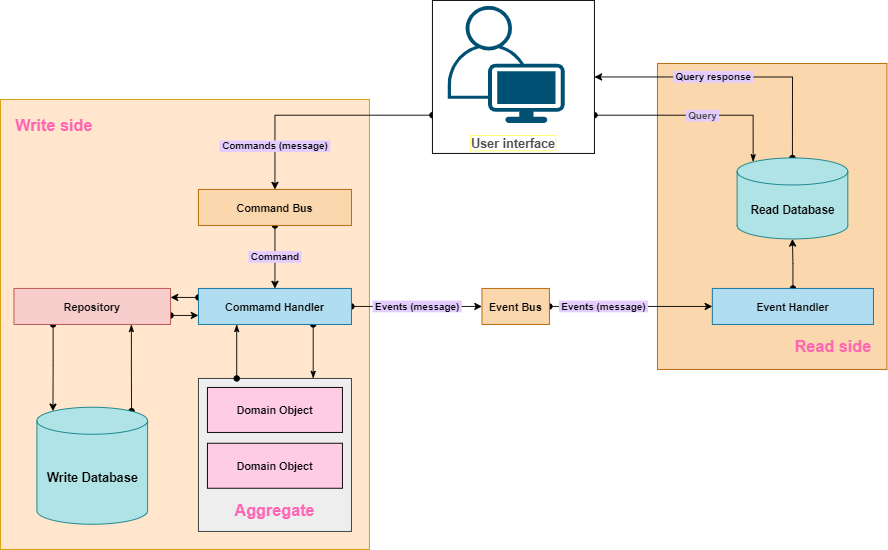 User interface
Query response
Query
Write side
Commands (message)
Command Bus
Command
Read Database
Repository
Commamd Handler
Events (message)
Event Bus
Events (message)
Event Handler
Read side
Domain Object
Domain Object
Write Database
Aggregate